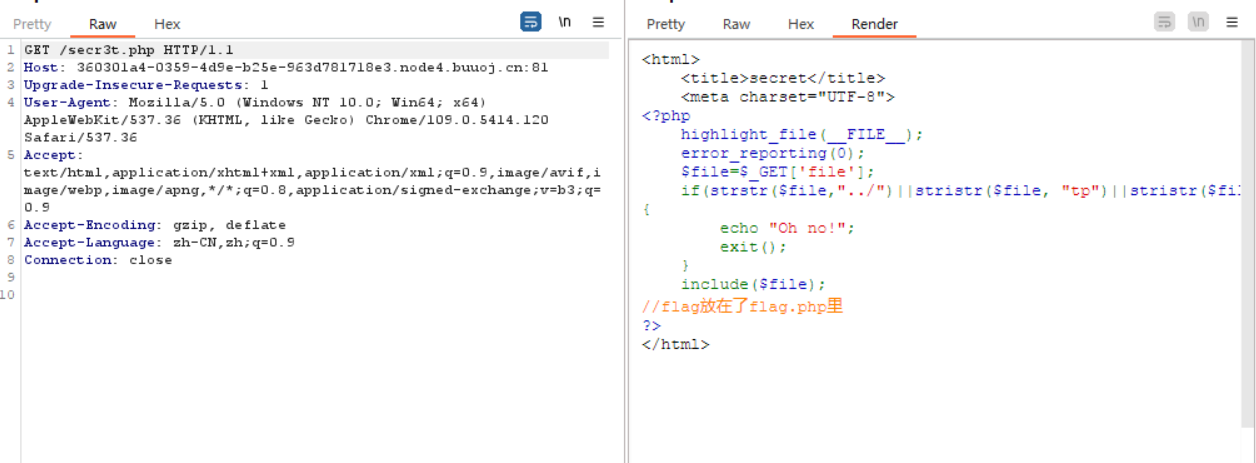 Pretty Raw Hex \n
Pretty Raw Hex Render \n
1 GET /secr3t.php HTTP/1.1
2 Host: 360301a4-0359-4d9e-b25e-963d781718e3.node4.buuoj.cn:81
3 Upgrade-Insecure-Requests: 1
4 User-Agent: Mozilla/5.0 (Windows NT 10.0; Win64; x64)
AppleWebKit/537.36 (KHTML, like Gecko) Chrome/109.0.5414.120
Safari/537.36
5 Accept:
text/html,application/xhtml+xml,application/xml;q=0.9,image/avif,i
mage/webp,image/apng,*/*;q=0.8,application/signed-exchange;v=b3;q=
0.9
6 Accept-Encoding: gzip, deflate
7 Accept-Language: zh-CN,zh;q=0.9
8 Connection: close
9
10
<html>
<title>secret</title>
<meta charset="UTF-8">
<?php
highlight_file(__FILE__);
error_reporting(0);
$file=$_GET['file'];
if(strstr($file,"../")||stristr($file, "tp")||stristr($fil
{
echo "Oh no!";
exit();
}
include($file);
//flag放在了flag.php里
?>
</html>